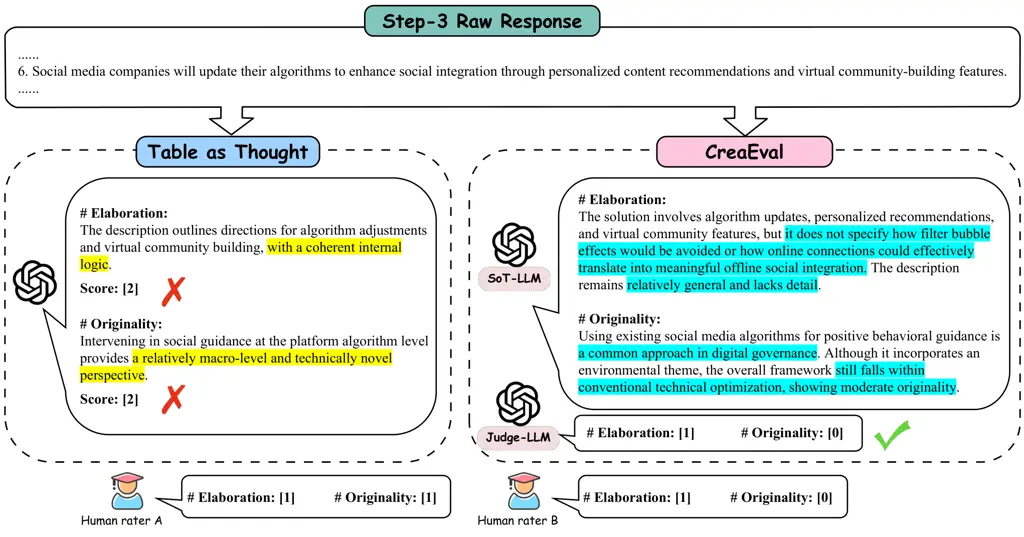 Step-3 Raw Response
......
6. Social media companies will update their algorithms to enhance social integration through personalized content recommendations and virtual community-building features.
......
Table as Thought
# Elaboration:
The description outlines directions for algorithm adjustments
and virtual community building, with a coherent internal
logic.
Score: [2]
# Originality:
Intervening in social guidance at the platform algorithm level
provides a relatively macro-level and technically novel
perspective.
Score: [2]
CreaEval
SoT-LLM
# Elaboration:
The solution involves algorithm updates, personalized recommendations,
and virtual community features, but it does not specify how filter bubble
effects would be avoided or how online connections could effectively
translate into meaningful offline social integration. The description
remains relatively general and lacks detail.
# Originality:
Using existing social media algorithms for positive behavioral guidance is
a common approach in digital governance. Although it incorporates an
environmental theme, the overall framework still falls within
conventional technical optimization, showing moderate originality.
Judge-LLM
# Elaboration: [1] # Originality: [0]
Human rater A
# Elaboration: [1] # Originality: [1]
Human rater B
# Elaboration: [1] # Originality: [0]